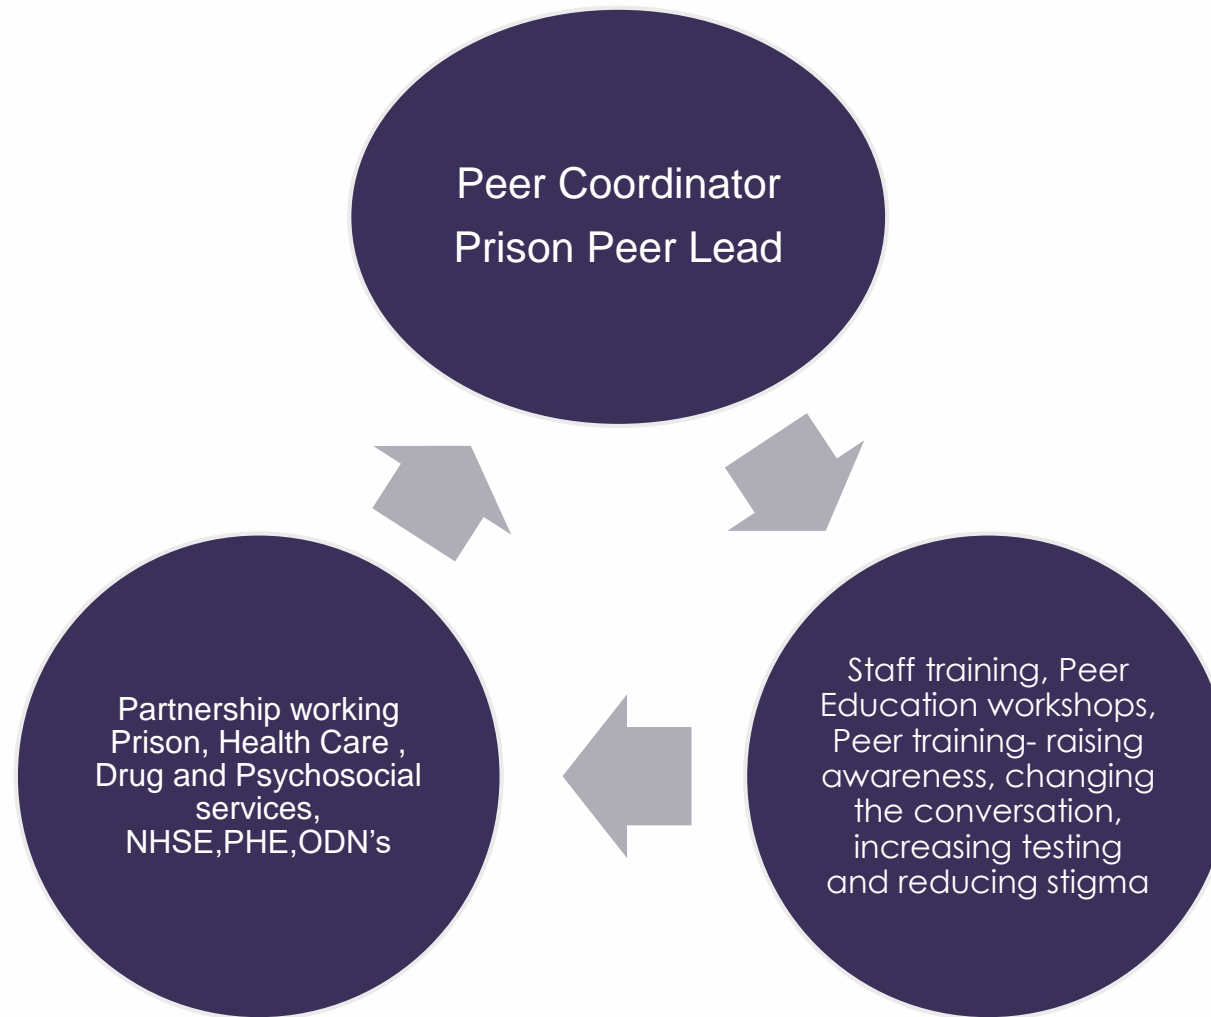 Peer Coordinator
Prison Peer Lead
Staff training, Peer
Education workshops,
Peer training- raising
awareness, changing
the conversation,
increasing testing
and reducing stigma
Partnership working
Prison, Health Care ,
Drug and Psychosocial
services,
NHSE,PHE,ODN’s